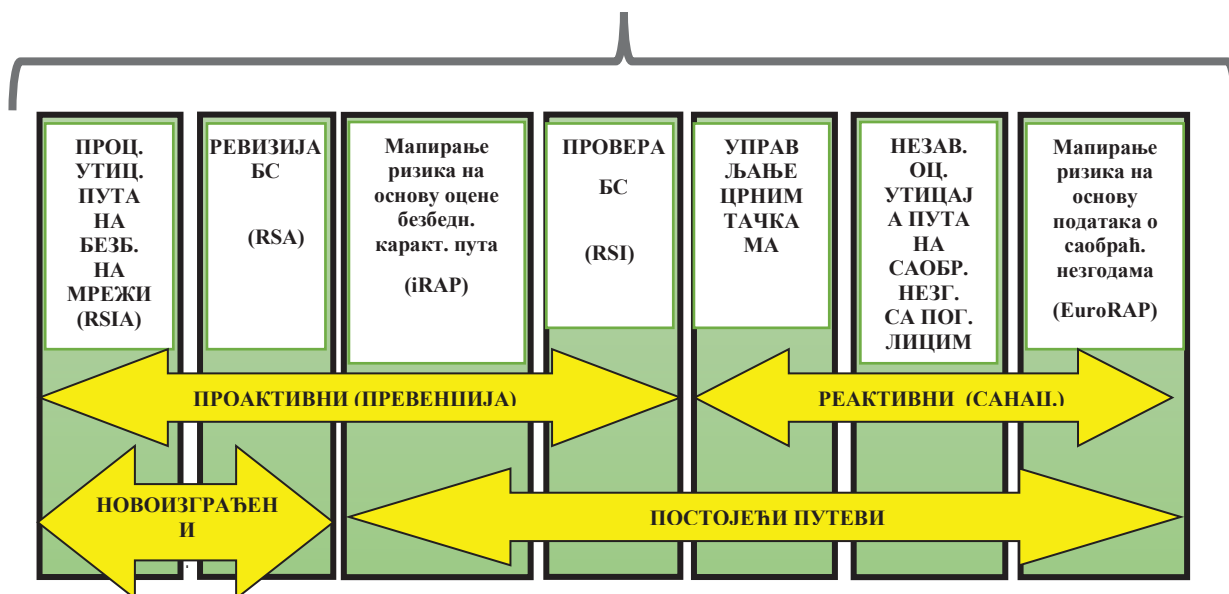 ПРОЦ.
УТИЦ.
ПУТА
НА
БЕЗБ.
НА
МРЕЖИ
(RSIA)
РЕВИЗИЈА
БС
(RSA)
Мапирање
ризика на
основу оцене
безбедн.
каракт. пута
(iRAP)
ПРОВЕРА
БС
(RSI)
УПРАВ
ЉАЊЕ
ЦРНИМ
ТАЧКА
МА
НЕЗАВ.
ОЦ.
УТИЦАЈ
А ПУТА
НА
САОБР.
НЕЗГ.
СА ПОГ.
ЛИЦИМ
Мапирање
ризика на
основу
података о
саобраћ.
незгодама
(EuroRAP)
ПРОАКТИВНИ (ПРЕВЕНЦИЈА)
РЕАКТИВНИ (САНАЦ.)
НОВОИЗГРАЂЕН
И
ПОСТОЈЕЋИ ПУТЕВИ